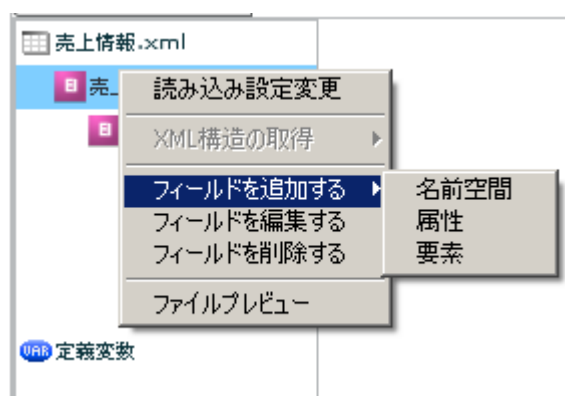 売上情報.xml
売
読み込み設定変更
XML構造の取得
フィールドを追加する
名前空間
フィールドを編集する
属性
フィールドを削除する
要素
ファイルプレビュー
VAR 定義変数